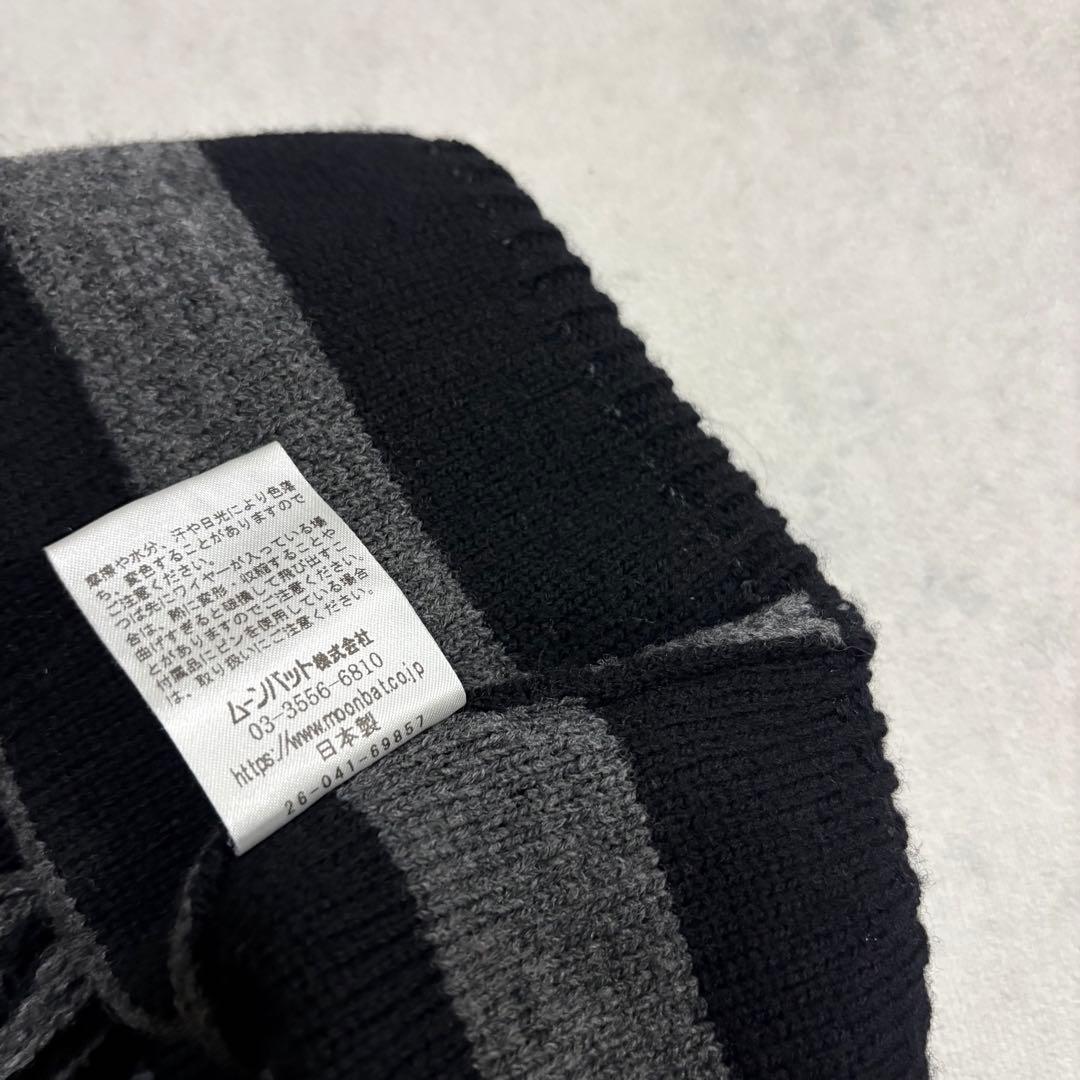 摩擦や水分、汗や日光により色落
ち、変色することがありますので
ご注意ください。
つば先にワイヤーが入っている場
合は、熱に変形、収縮することや
曲げすぎると破損して飛び出すこ
とがありますのでご注意ください。
付属品にピンを使用している場合
は、取り扱いにご注意ください。
ムーンバット株式会社
03-3556-6810
https://www.moonbat.co.jp
日本製
26-041-69857